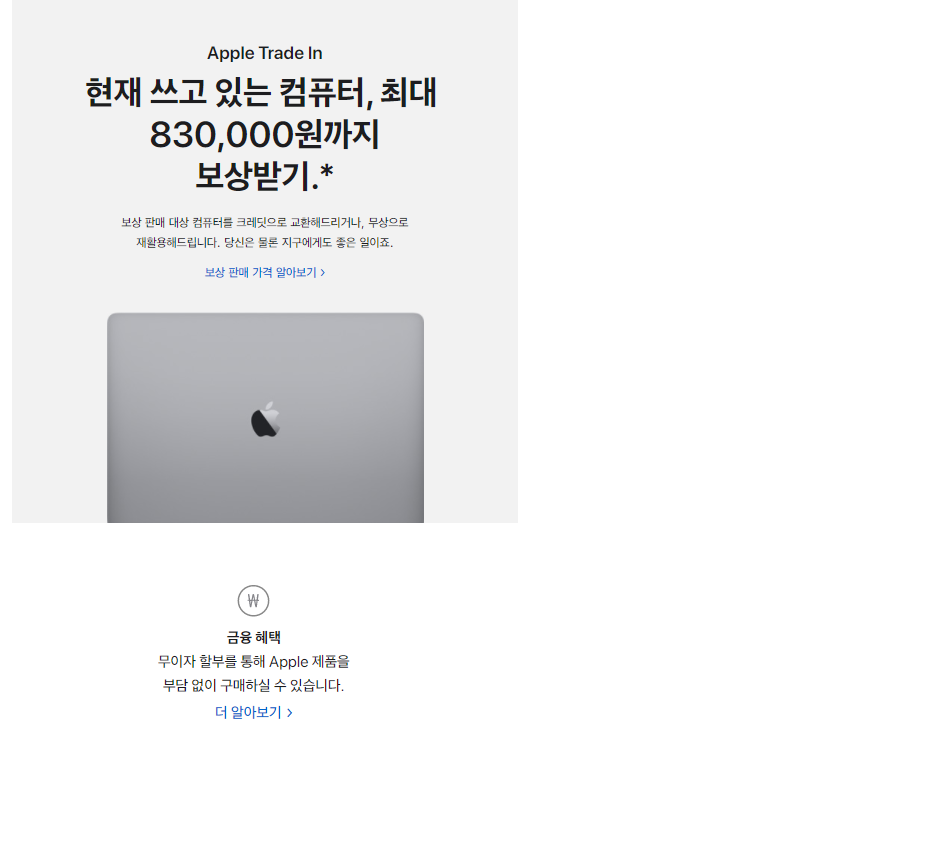 Apple Trade In
현재 쓰고 있는 컴퓨터, 최대
830,000원까지
보상받기.*
보상 판매 대상 컴퓨터를 크레딧으로 교환해드리거나, 무상으로
재활용해드립니다. 당신은 물론 지구에게도 좋은 일이죠.
보상 판매 가격 알아보기 >
₩
금융 혜택
무이자 할부를 통해 Apple 제품을
부담 없이 구매하실 수 있습니다.
더 알아보기 >